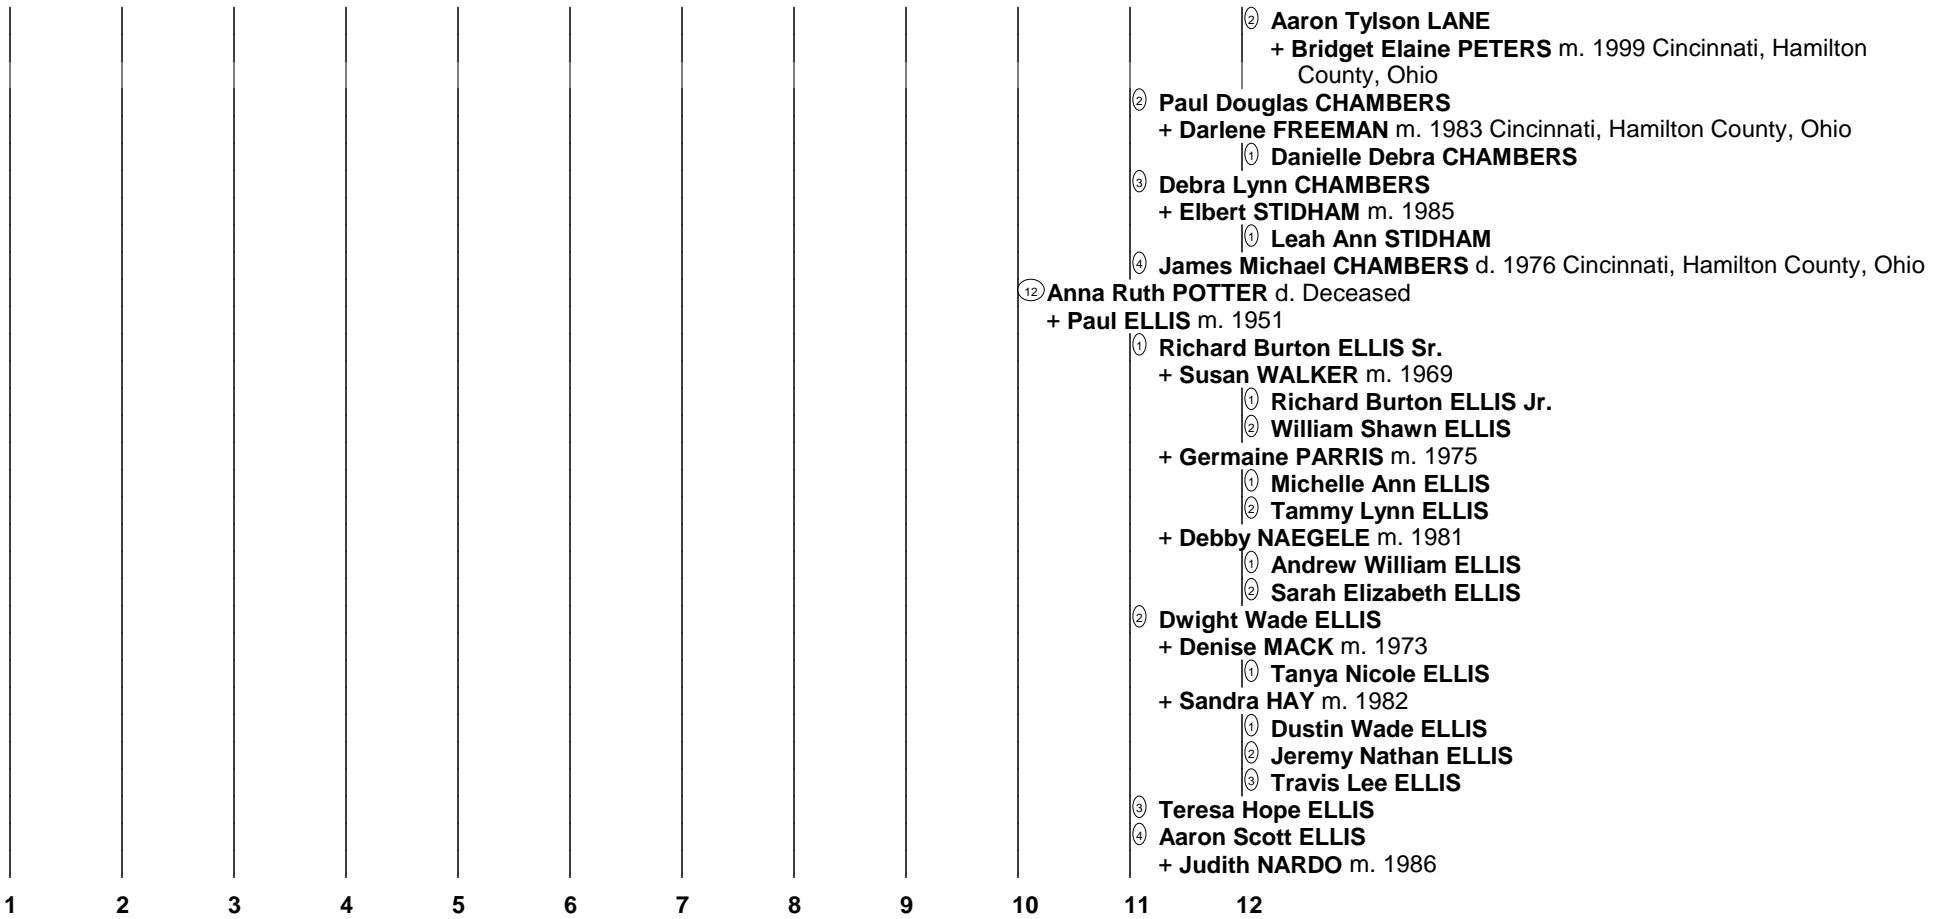 ② Aaron Tylson LANE
+ Bridget Elaine PETERS m. 1999 Cincinnati, Hamilton
County, Ohio
② Paul Douglas CHAMBERS
+ Darlene FREEMAN m. 1983 Cincinnati, Hamilton County, Ohio
① Danielle Debra CHAMBERS
③ Debra Lynn CHAMBERS
+ Elbert STIDHAM m. 1985
① Leah Ann STIDHAM
④ James Michael CHAMBERS d. 1976 Cincinnati, Hamilton County, Ohio
⑫ Anna Ruth POTTER d. Deceased
+ Paul ELLIS m. 1951
① Richard Burton ELLIS Sr.
+ Susan WALKER m. 1969
① Richard Burton ELLIS Jr.
② William Shawn ELLIS
+ Germaine PARRIS m. 1975
① Michelle Ann ELLIS
② Tammy Lynn ELLIS
+ Debby NAEGELE m. 1981
① Andrew William ELLIS
② Sarah Elizabeth ELLIS
② Dwight Wade ELLIS
+ Denise MACK m. 1973
① Tanya Nicole ELLIS
+ Sandra HAY m. 1982
① Dustin Wade ELLIS
② Jeremy Nathan ELLIS
③ Travis Lee ELLIS
③ Teresa Hope ELLIS
④ Aaron Scott ELLIS
+ Judith NARDO m. 1986
1 2 3 4 5 6 7 8 9 10 11 12